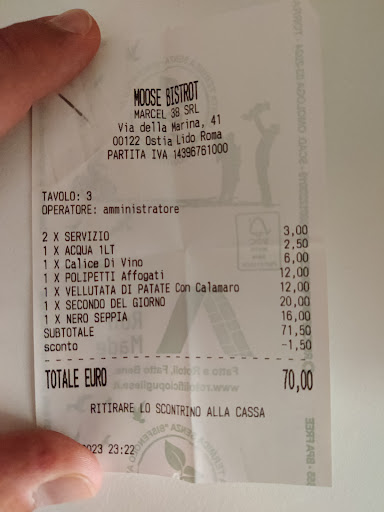 MOOSE BISTROT
MARCEL 38 SRL
Via della Marina, 41
00122 Ostia Lido Roma
PARTITA IVA 14396761000
TAVOLO: 3
OPERATORE: amministratore
2 X SERVIZIO 3,00
1 X ACQUA 1LT 2,50
1 X Calice Di Vino 6,00
1 X POLIPETTI Affogati 12,00
1 X VELLUTATA DI PATATE Con Calamaro 12,00
1 X SECONDO DEL GIORNO 20,00
1 X NERO SEPPIA 16,00
SUBTOTALE 71,50
sconto -1,50
TOTALE EURO 70,00
RITIRARE LO SCONTRINO ALLA CASSA
2023 23:22